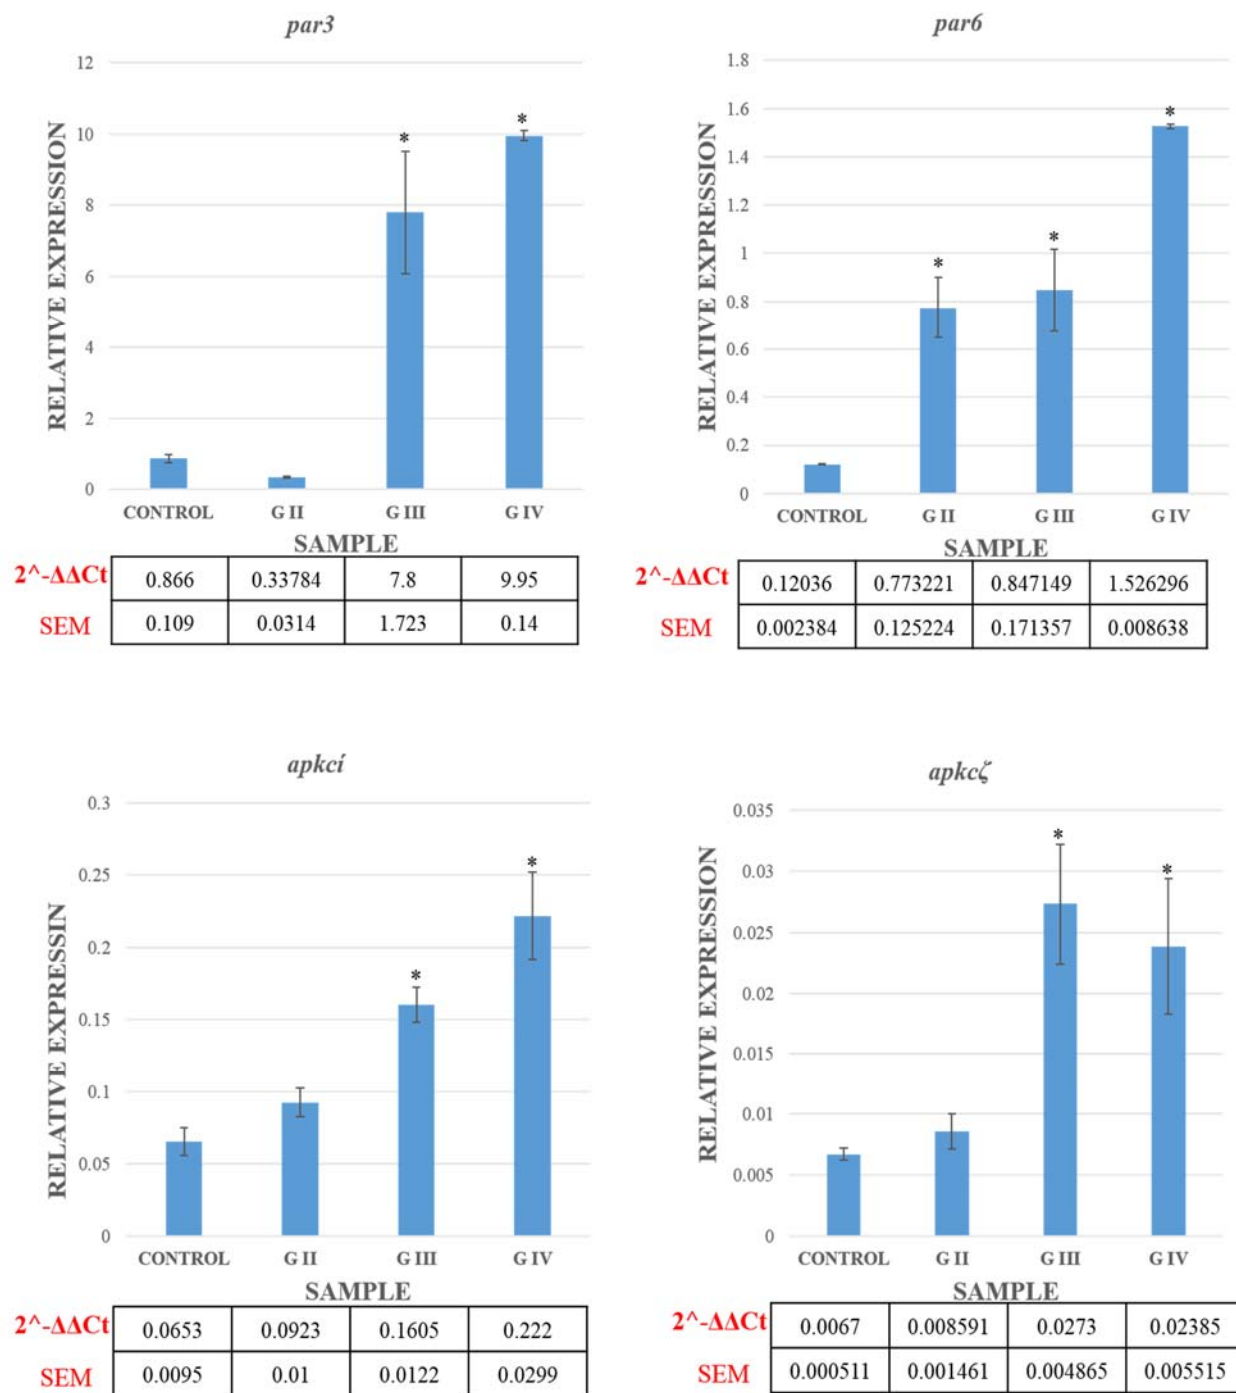 par3
12
10
8
6
4
2
0
RELATIVE EXPRESSION
*
*
CONTROL G II G III G IV
SAMPLE
2^-ΔΔCt 0.866 0.33784 7.8 9.95
SEM 0.109 0.0314 1.723 0.14
par6
1.8
1.6
1.4
1.2
1
0.8
0.6
0.4
0.2
0
RELATIVE EXPRESSION
*
*
*
CONTROL G II G III G IV
SAMPLE
2^-ΔΔCt 0.12036 0.773221 0.847149 1.526296
SEM 0.002384 0.125224 0.171357 0.008638
apkcí
0.3
0.25
0.2
0.15
0.1
0.05
0
RELATIVE EXPRESSIN
*
*
CONTROL G II G III G IV
SAMPLE
2^-ΔΔCt 0.0653 0.0923 0.1605 0.222
SEM 0.0095 0.01 0.0122 0.0299
apkcζ
0.035
0.03
0.025
0.02
0.015
0.01
0.005
0
RELATIVE EXPRESSION
*
*
CONTROL G II G III G IV
SAMPLE
2^-ΔΔCt 0.0067 0.008591 0.0273 0.02385
SEM 0.000511 0.001461 0.004865 0.005515